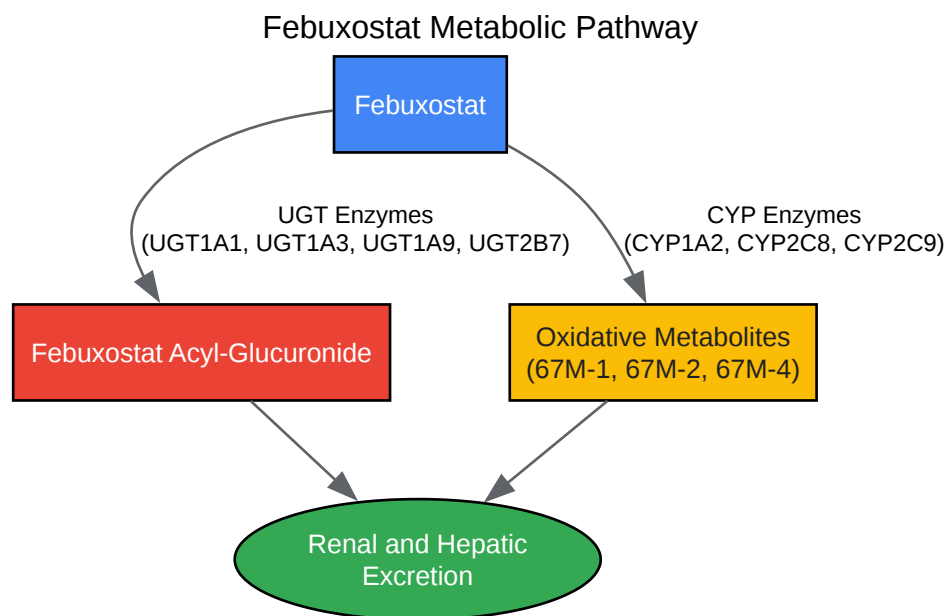 Febuxostat Metabolic Pathway
Febuxostat
UGT Enzymes
(UGT1A1, UGT1A3, UGT1A9, UGT2B7)
CYP Enzymes
(CYP1A2, CYP2C8, CYP2C9)
Febuxostat Acyl-Glucuronide
Oxidative Metabolites
(67M-1, 67M-2, 67M-4)
Renal and Hepatic
Excretion